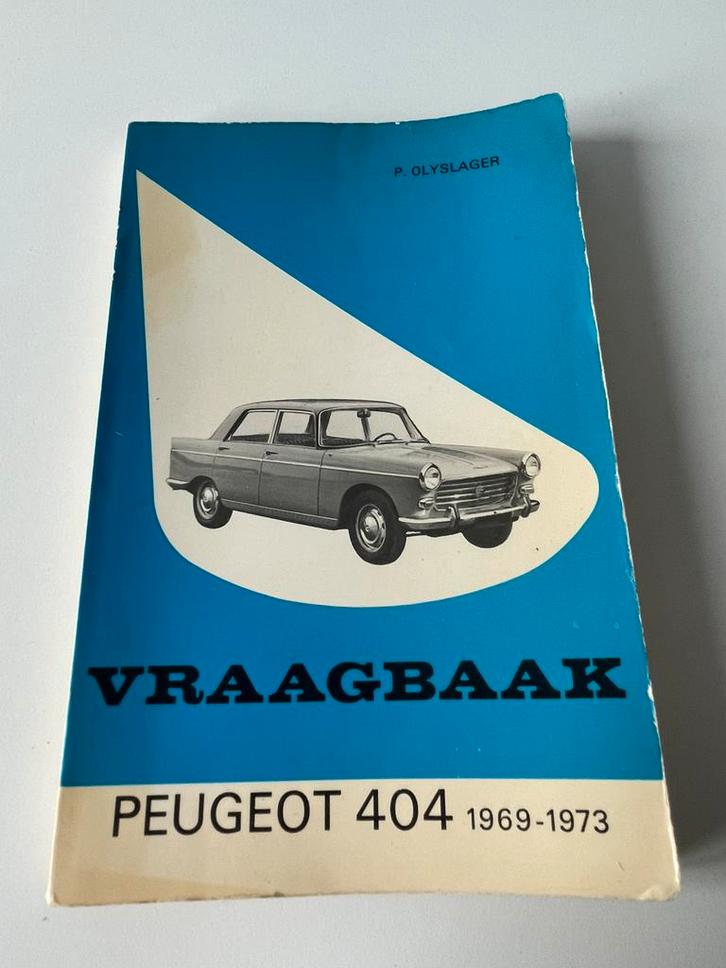 P. OLYSLAGER
VRAAGBAAK
PEUGEOT 404 1969-1973